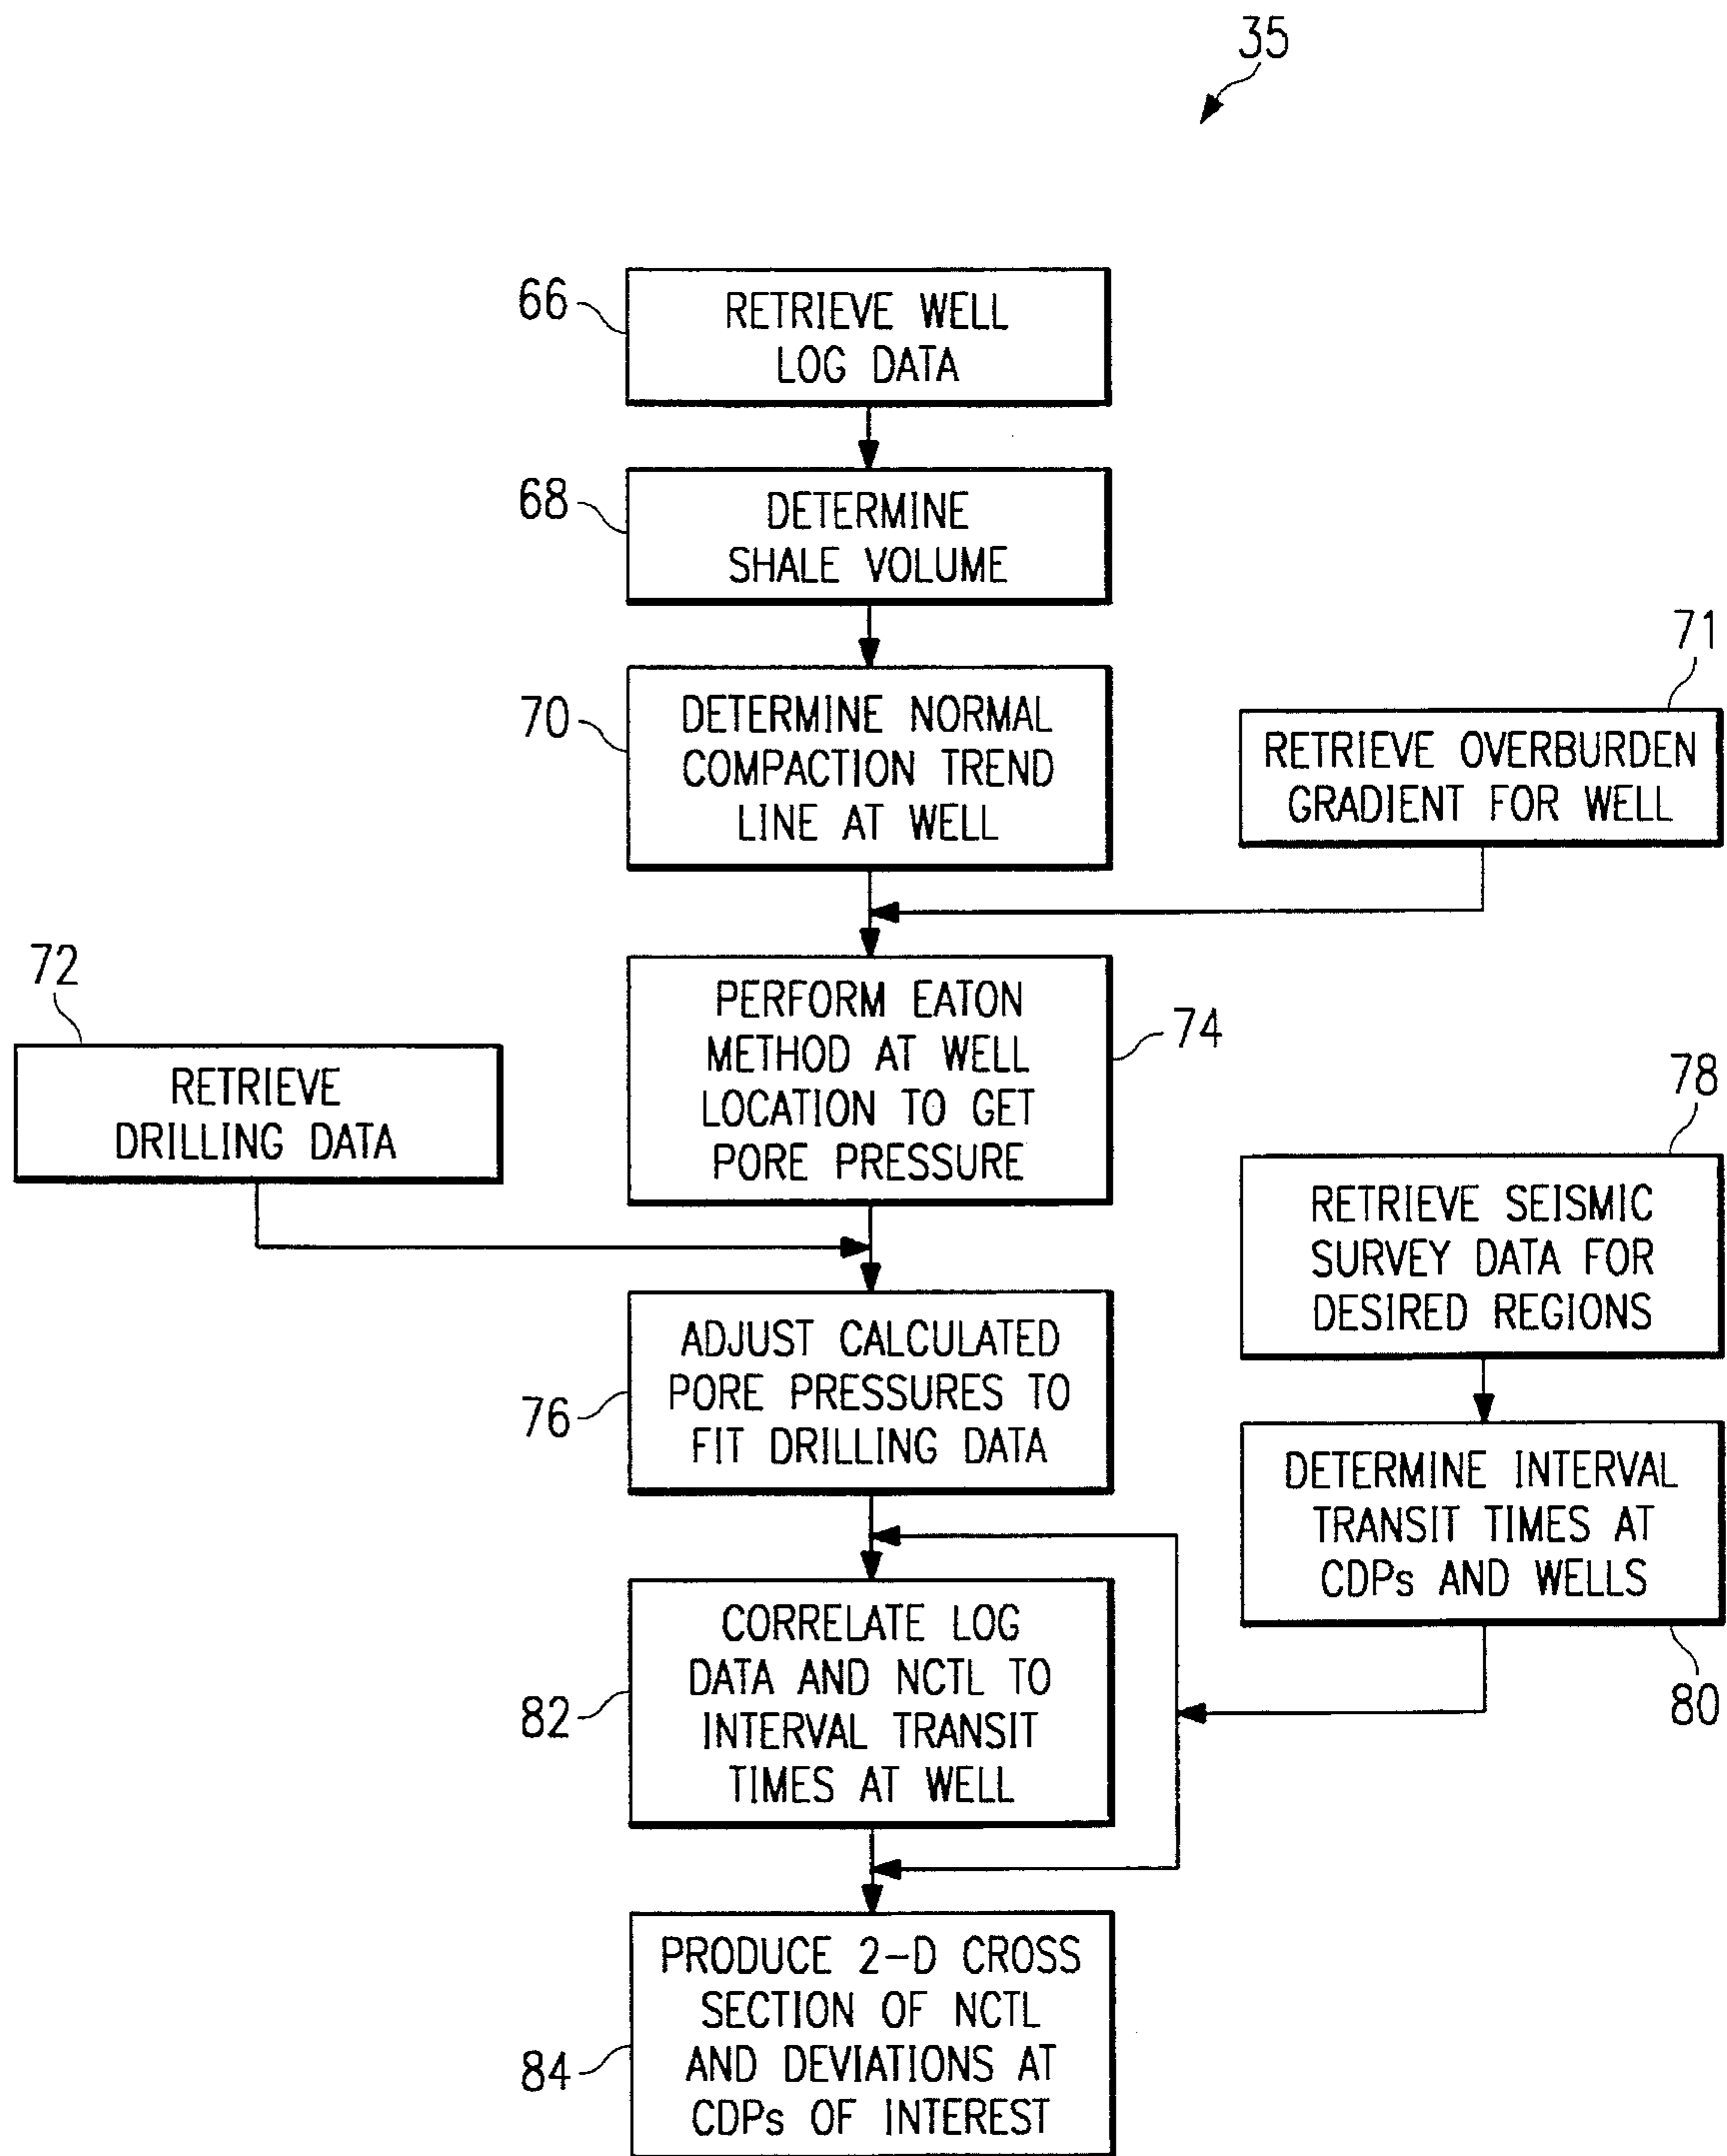 35
66
RETRIEVE WELL
LOG DATA
68
DETERMINE
SHALE VOLUME
70
DETERMINE NORMAL
COMPACTION TREND
LINE AT WELL
71
RETRIEVE OVERBURDEN
GRADIENT FOR WELL
72
RETRIEVE
DRILLING DATA
PERFORM EATON
METHOD AT WELL
LOCATION TO GET
PORE PRESSURE
74
76
ADJUST CALCULATED
PORE PRESSURES TO
FIT DRILLING DATA
78
RETRIEVE SEISMIC
SURVEY DATA FOR
DESIRED REGIONS
DETERMINE INTERVAL
TRANSIT TIMES AT
CDPs AND WELLS
80
82
CORRELATE LOG
DATA AND NCTL TO
INTERVAL TRANSIT
TIMES AT WELL
84
PRODUCE 2-D CROSS
SECTION OF NCTL
AND DEVIATIONS AT
CDPs OF INTEREST